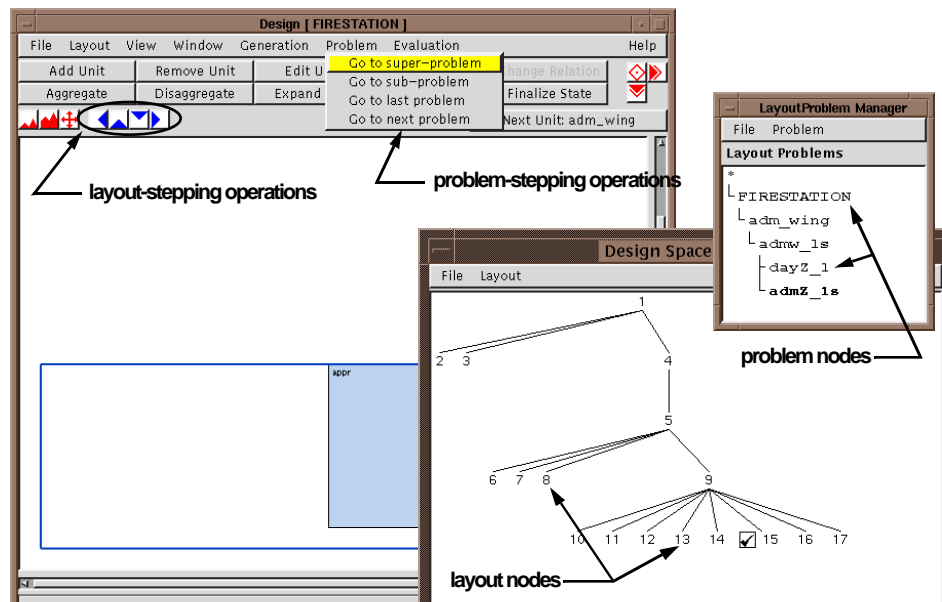 Design [ FIRESTATION ]
File Layout View Window Generation Problem Evaluation Help
Add Unit Remove Unit Edit U Change Relation
Aggregate Disaggregate Expand Finalize State
Next Unit: adm_wing
Go to super-problem
Go to sub-problem
Go to last problem
Go to next problem
layout-stepping operations
problem-stepping operations
appr
LayoutProblem Manager
File Problem
Layout Problems
*
FIRESTATION
adm_wing
admw_1s
dayZ_1
admZ_1s
problem nodes
Design Space
File Layout
1
2 3 4
5
6 7 8 9
10 11 12 13 14 15 16 17
layout nodes